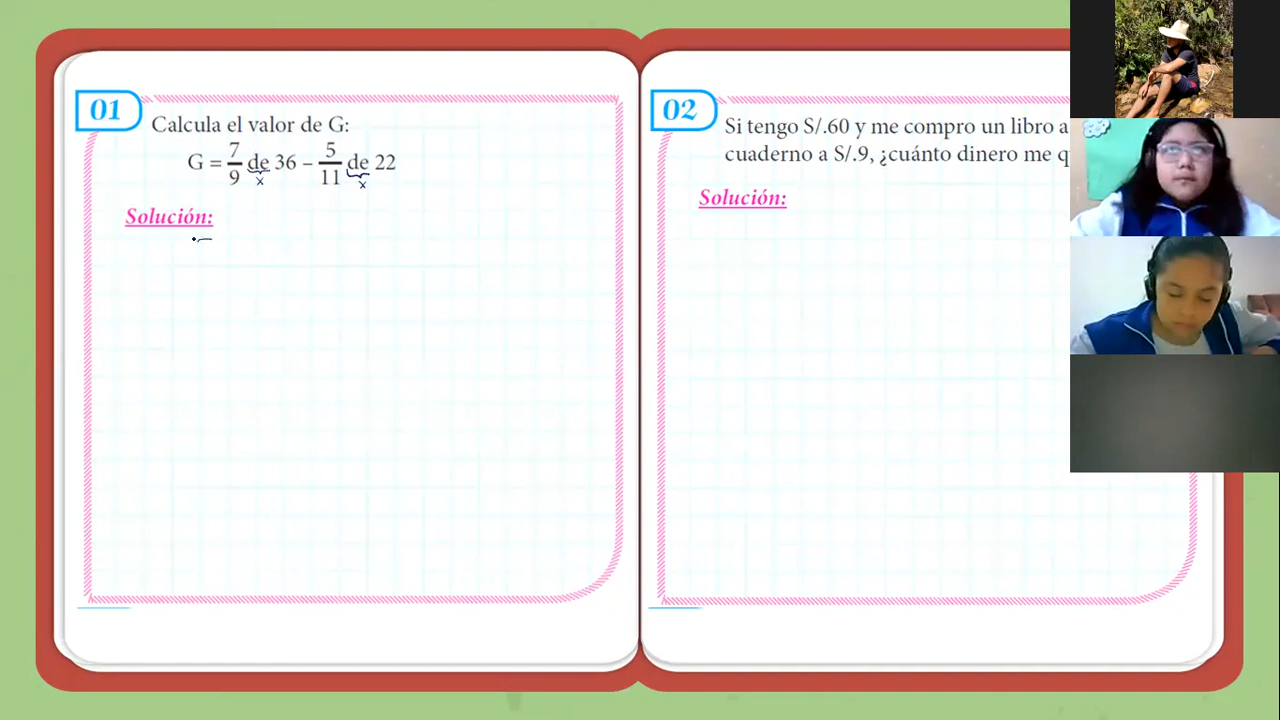 01
Calcula el valor de G:
G = 7/9 de 36 – 5/11 de 22
x x
Solución:
02
Si tengo S/.60 y me compro un libro a
cuaderno a S/.9, ¿cuánto dinero me q
Solución: